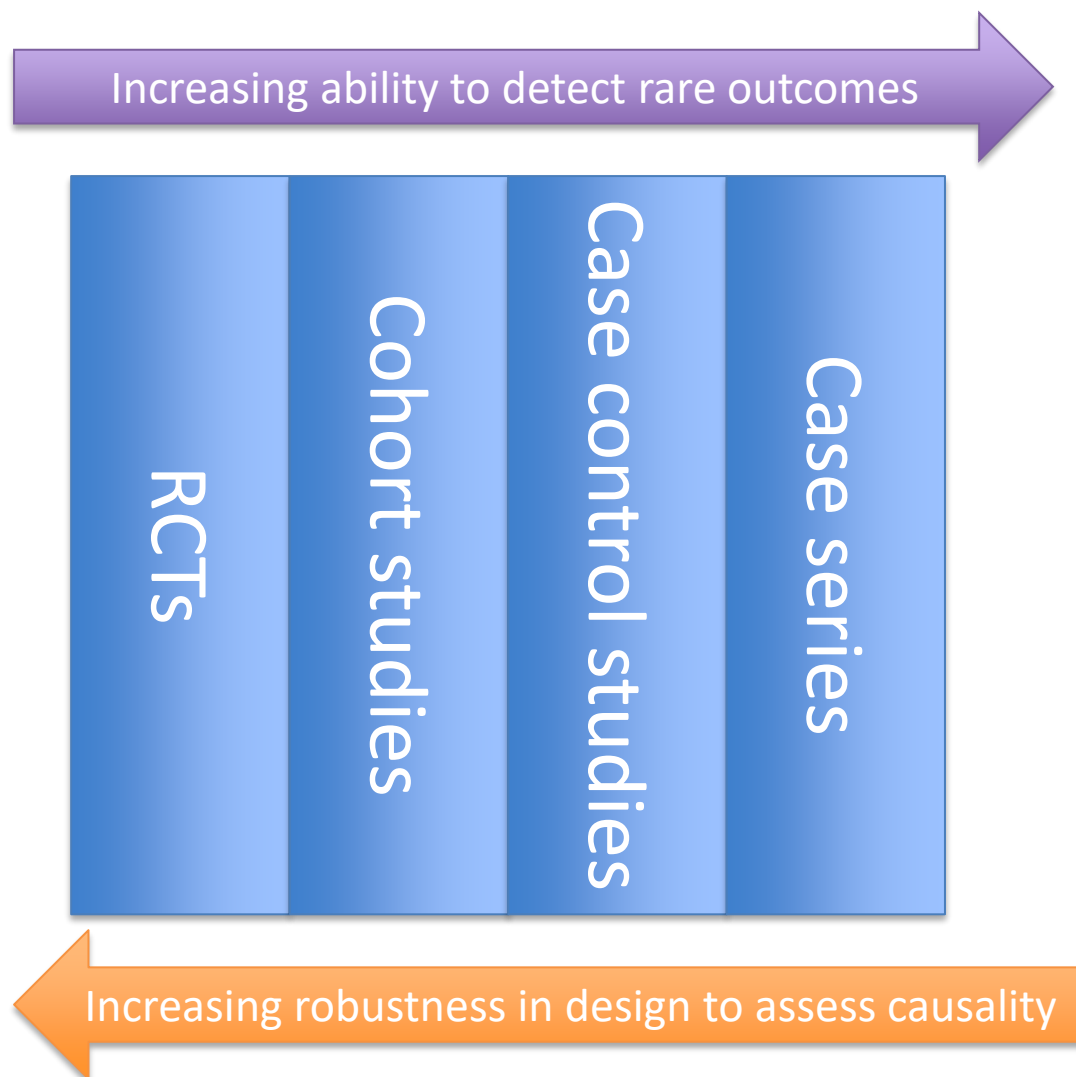 Increasing ability to detect rare outcomes
RCTs
Cohort studies
Case control studies
Case series
Increasing robustness in design to assess causality